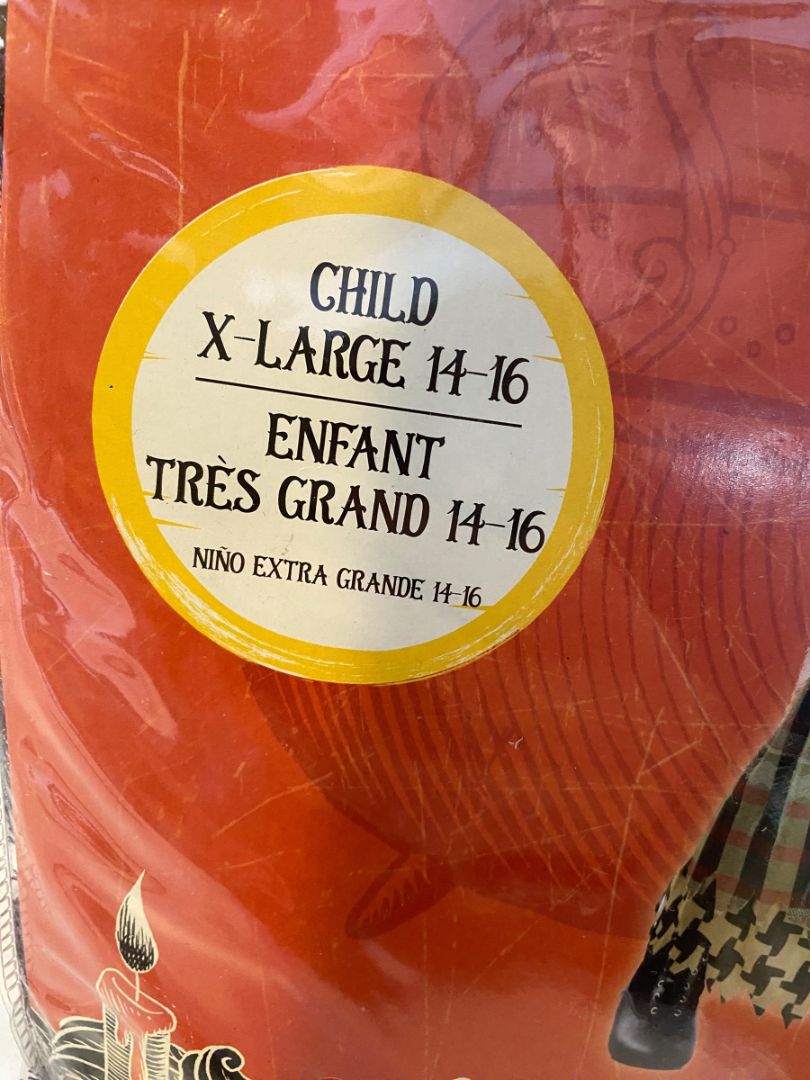 CHILD
X-LARGE 14-16
ENFANT
TRÈS GRAND 14-16
NIÑO EXTRA GRANDE 14-16